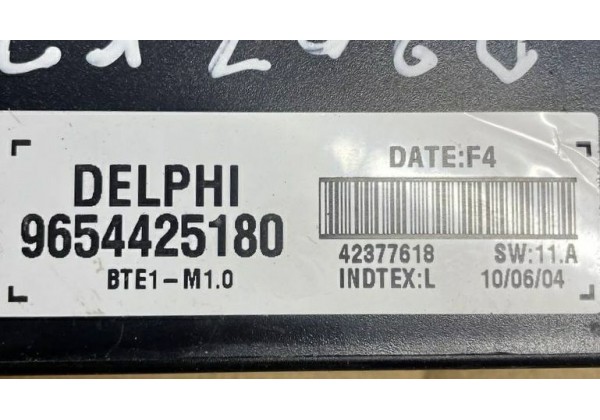 DELPHI
9654425180
BTE1-M1.0
DATE:F4
42377618 SW:11.A
INDTEX:L 10/06/04